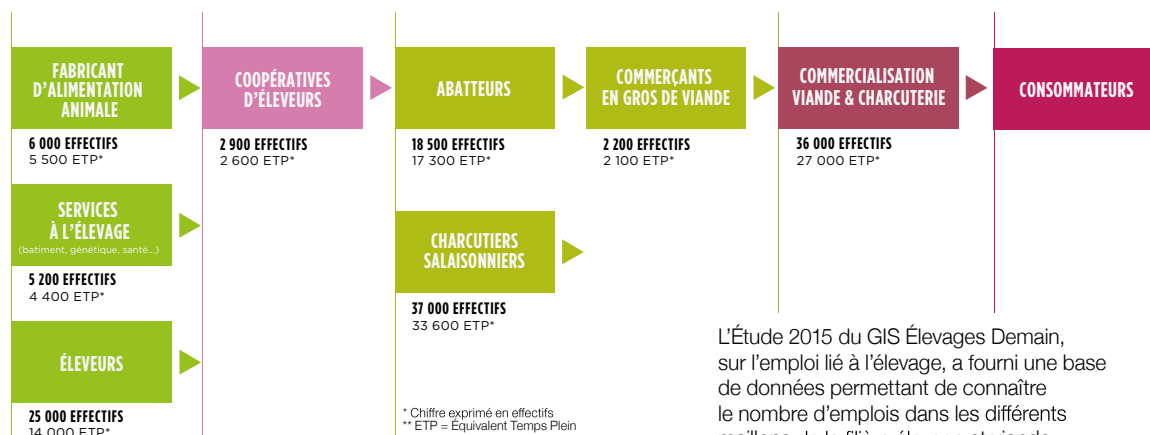 FABRICANT
D'ALIMENTATION
ANIMALE
6 000 EFFECTIFS
5 500 ETP*
SERVICES
À L'ÉLEVAGE
(batiment, génétique, santé...)
5 200 EFFECTIFS
4 400 ETP*
ÉLEVEURS
25 000 EFFECTIFS
14 000 ETP*
COOPÉRATIVES
D'ÉLEVEURS
2 900 EFFECTIFS
2 600 ETP*
ABATTEURS
18 500 EFFECTIFS
17 300 ETP*
CHARCUTIERS
SALAISONNIERS
37 000 EFFECTIFS
33 600 ETP*
COMMERÇANTS
EN GROS DE VIANDE
2 200 EFFECTIFS
2 100 ETP*
COMMERCIALISATION
VIANDE & CHARCUTERIE
36 000 EFFECTIFS
27 000 ETP*
CONSOMMATEURS
* Chiffre exprimé en effectifs
** ETP = Équivalent Temps Plein
L'Étude 2015 du GIS Élevages Demain,
sur l'emploi lié à l'élevage, a fourni une base
de données permettant de connaître
le nombre d'emplois dans les différents